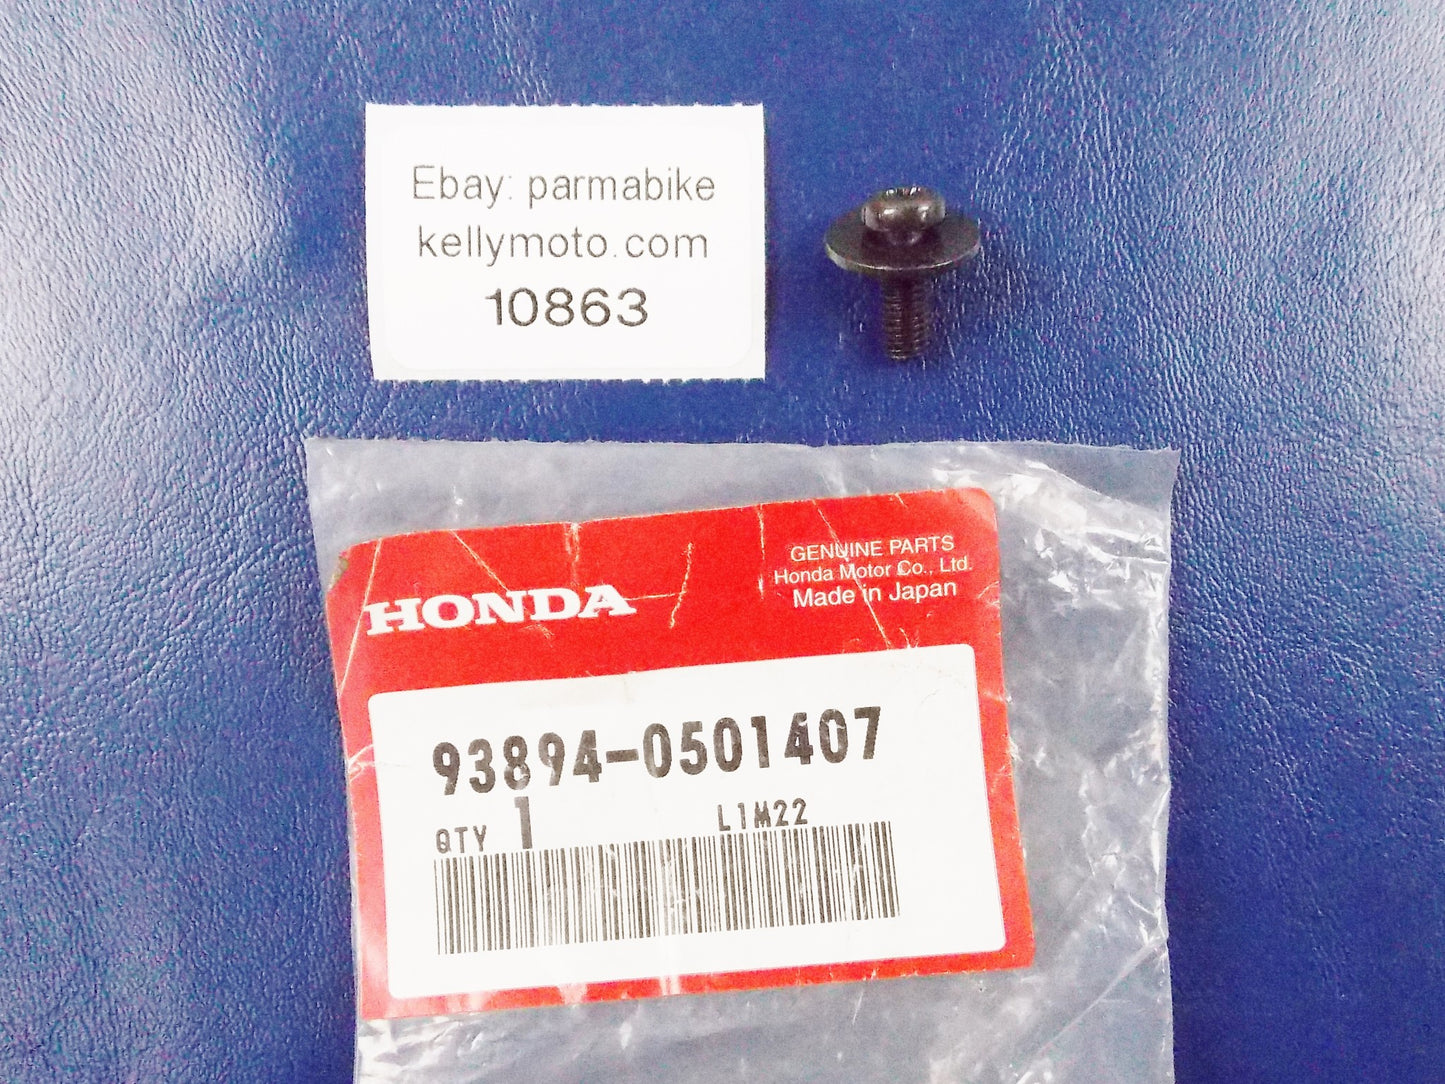 Ebay: parmabike
kellymoto.com
10863
GENUINE PARTS
Honda Motor Co., Ltd.
Made in Japan
HONDA
93894-0501407
QTY 1 L1M22